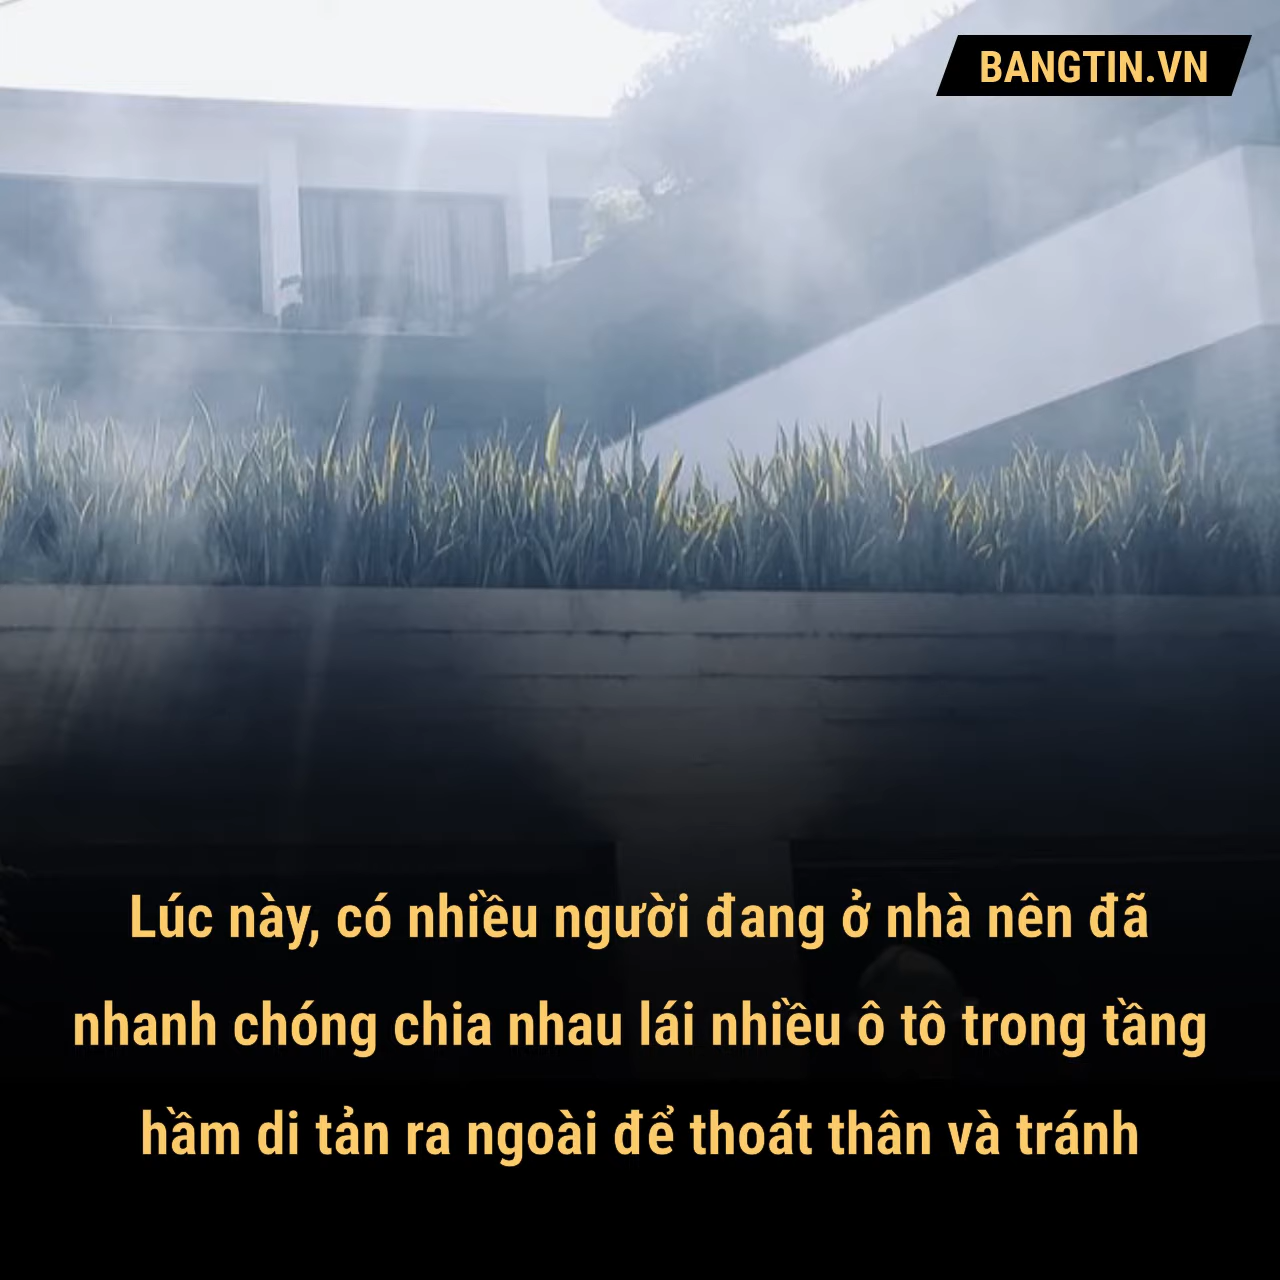 BANGTIN.VN
Lúc này, có nhiều người đang ở nhà nên đã
nhanh chóng chia nhau lái nhiều ô tô trong tầng
hầm di tản ra ngoài để thoát thân và tránh